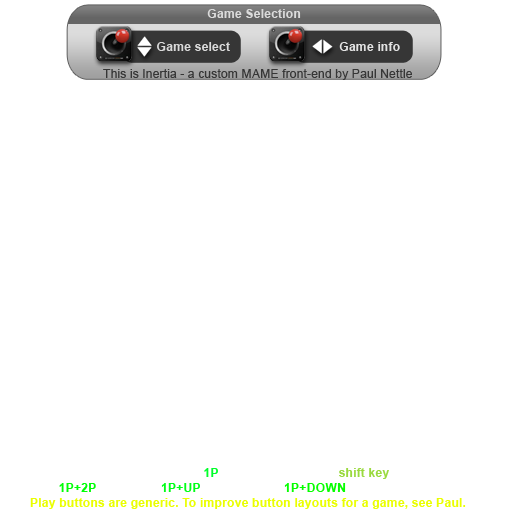 Game Selection
Game select Game info
This is Inertia - a custom MAME front-end by Paul Nettle
1P shift key
1P+2P 1P+UP 1P+DOWN
Play buttons are generic. To improve button layouts for a game, see Paul.